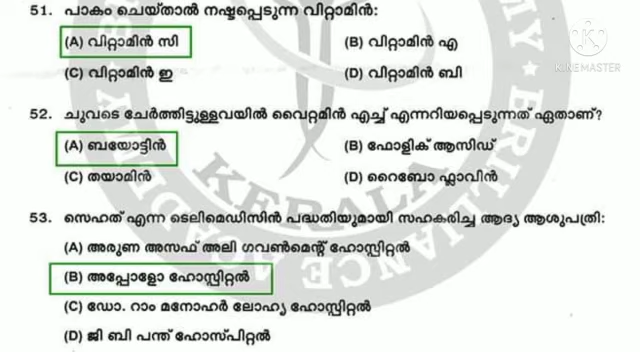 51. പാകം ചെയ്താൽ നഷ്ടപ്പെടുന്ന വിറ്റാമിൻ:
(A) വിറ്റാമിൻ സി (B) വിറ്റാമിൻ എ
(C) വിറ്റാമിൻ ഇ (D) വിറ്റാമിൻ ബി
KINEMASTER
52. ചുവടെ ചേർത്തിട്ടുള്ളവയിൽ വൈറ്റമിൻ എച്ച് എന്നറിയപ്പെടുന്നത് ഏതാണ്?
(A) ബയോട്ടിൻ (B) ഫോളിക് ആസിഡ്
(C) തയാമിൻ (D) റൈബോ ഫ്ലാവിൻ
53. സെഹത് എന്ന ടെലിമെഡിസിൻ പദ്ധതിയുമായി സഹകരിച്ച ആദ്യ ആശുപത്രി:
(A) അരുണ അസഫ് അലി ഗവൺമെന്റ് ഹോസ്പിറ്റൽ
(B) അപ്പോളോ ഹോസ്പിറ്റൽ
(C) ഡോ. റാം മനോഹർ ലോഹ്യ ഹോസ്പിറ്റൽ
(D) ജി ബി പന്ത് ഹോസ്പിറ്റൽ
KERALA
BRILLIANCE ACADEMY